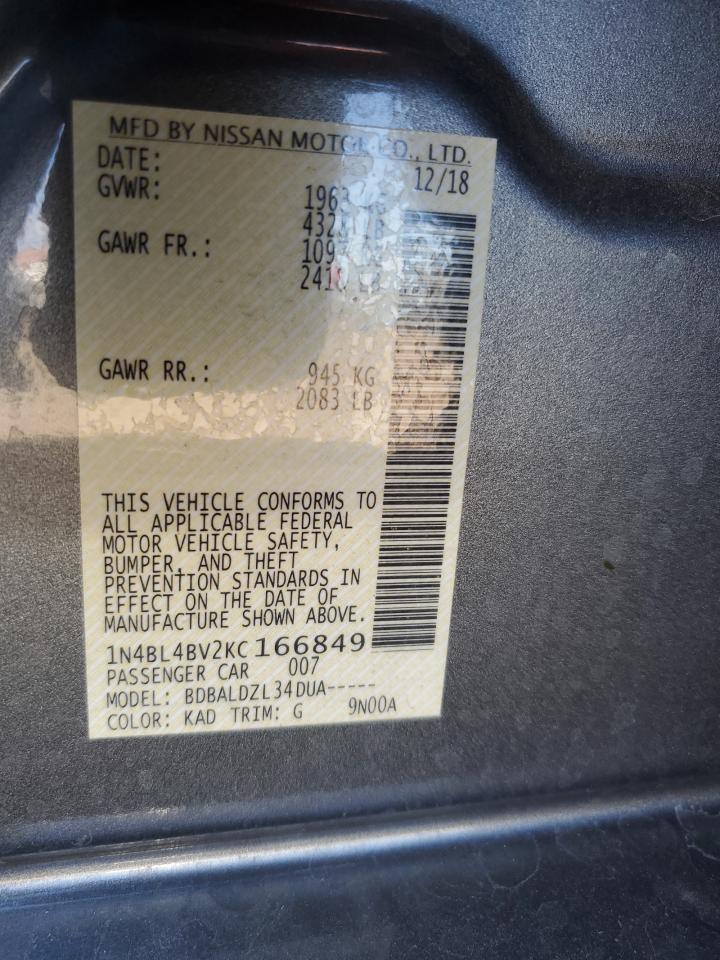 MFD BY NISSAN MOTOR CO., LTD.
DATE: 12/18
GVWR:
GAWR FR.:
GAWR RR.: 945 KG
2083 LB
THIS VEHICLE CONFORMS TO
ALL APPLICABLE FEDERAL
MOTOR VEHICLE SAFETY,
BUMPER, AND THEFT
PREVENTION STANDARDS IN
EFFECT ON THE DATE OF
MANUFACTURE SHOWN ABOVE.
1N4BL4BV2KC166849
PASSENGER CAR 007
MODEL: BDBALDZL34DUA-----
COLOR: KAD TRIM: G 9N00A